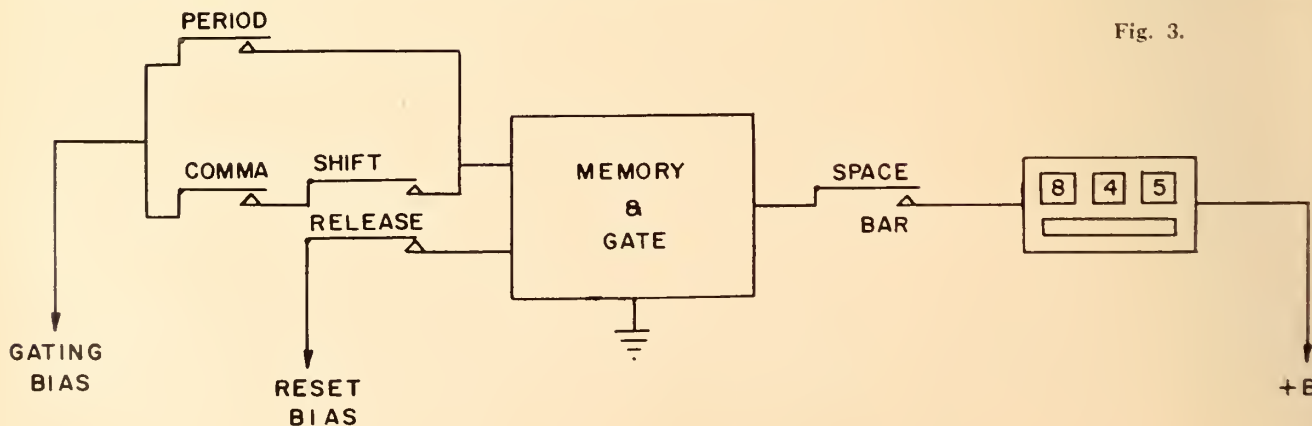 Fig. 3.
PERIOD
COMMA
SHIFT
RELEASE
MEMORY
&
GATE
SPACE
BAR
8 4 5
GATING
BIAS
RESET
BIAS
+B